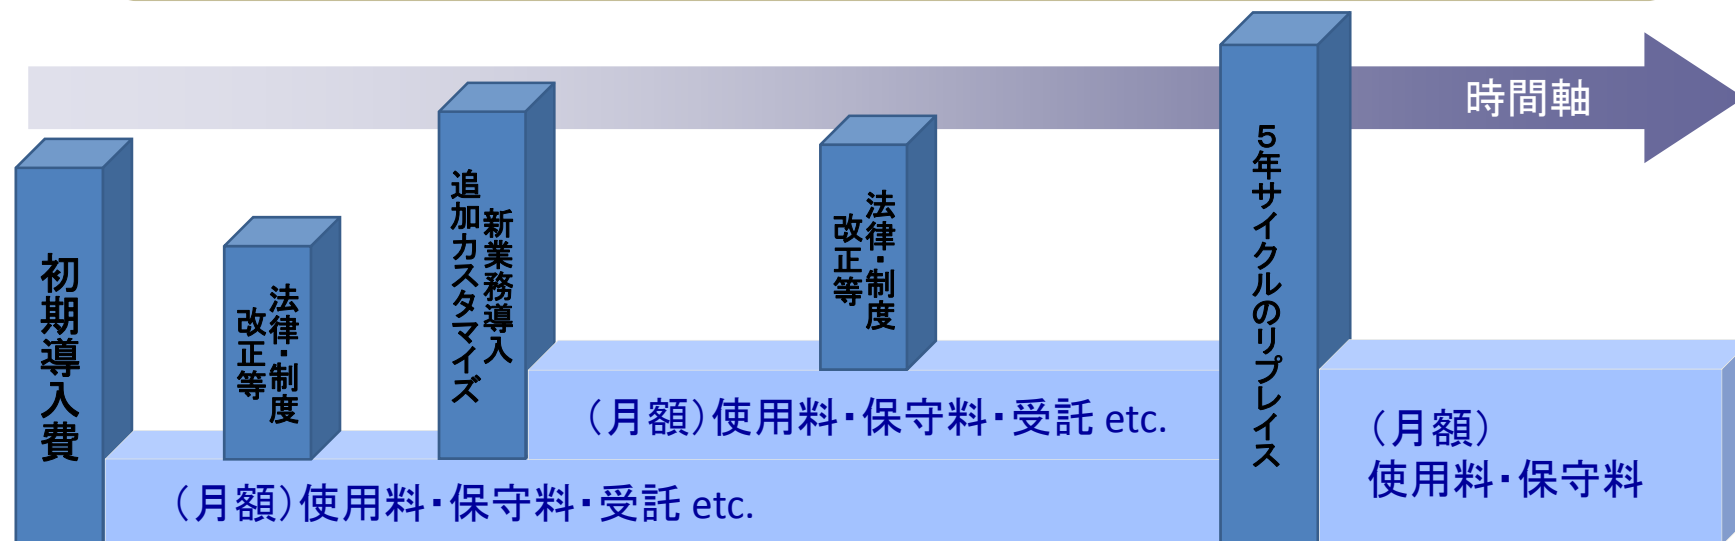 時間軸
初期導入費
法律・制度
改正等
新業務導入
追加カスタマイズ
法律・制度
改正等
５年サイクルのリプレイス
（月額）使用料・保守料・受託 etc.
（月額）使用料・保守料・受託 etc.
（月額）
使用料・保守料